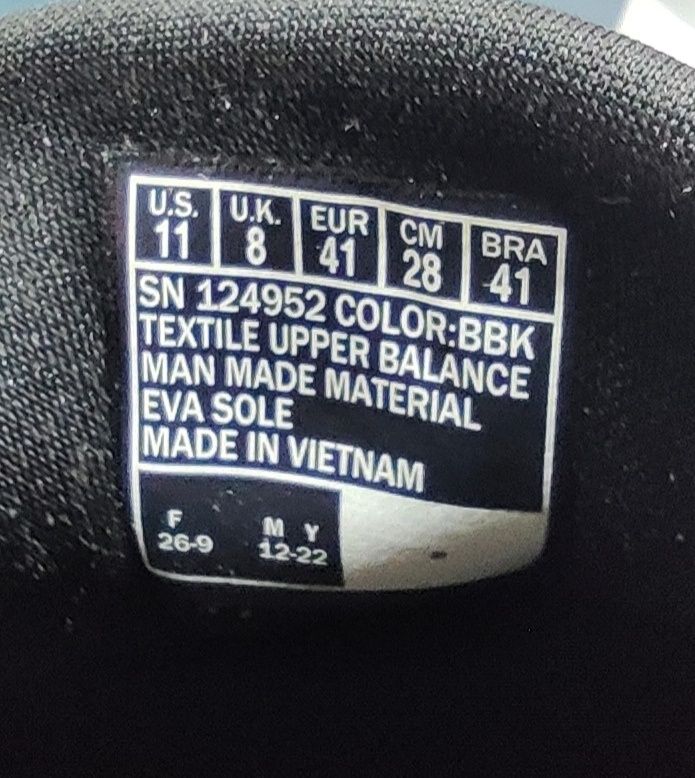 U.S. U.K. EUR CM BRA
11 8 41 28 41
SN 124952 COLOR:BBK
TEXTILE UPPER BALANCE
MAN MADE MATERIAL
EVA SOLE
MADE IN VIETNAM
F M Y
26-9 12-22